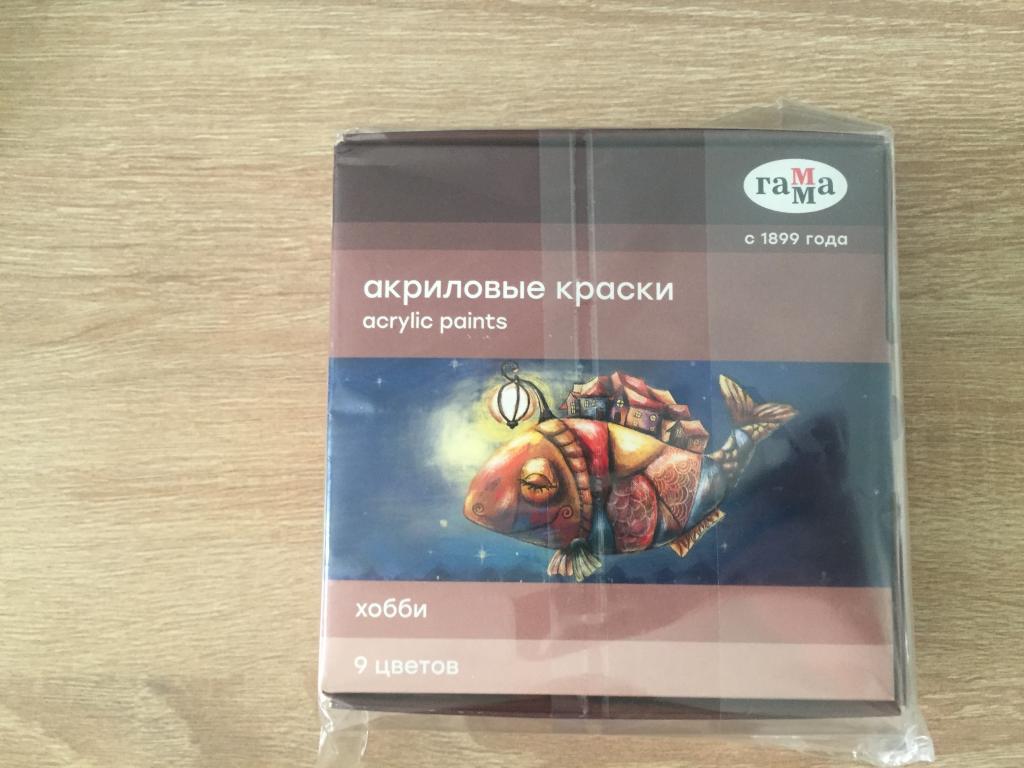 гамма
с 1899 года
акриловые краски
acrylic paints
хобби
9 цветов